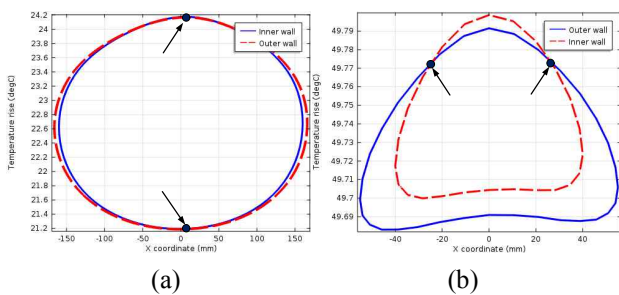 24.2
24
23.8
23.6
23.4
23.2
23
22.8
22.6
22.4
22.2
22
21.8
21.6
21.4
21.2
Temperature rise (degC)
Inner wall
Outer wall
-150 -100 -50 0 50 100 150
X coordinate (mm)
(a)
49.79
49.78
49.77
49.76
49.75
49.74
49.73
49.72
49.71
49.7
49.69
Temperature rise (degC)
Outer wall
Inner wall
-40 -20 0 20 40
X coordinate (mm)
(b)